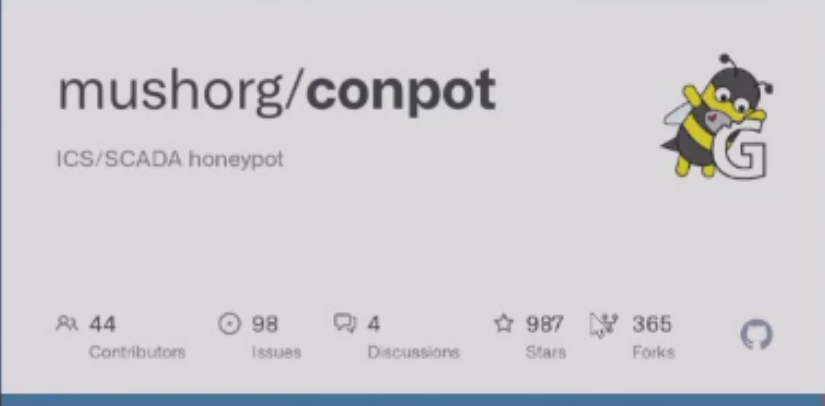 mushorg/conpot
ICS/SCADA honeypot
G
44 98 4 987 365
Contributors Issues Discussions Stars Forks